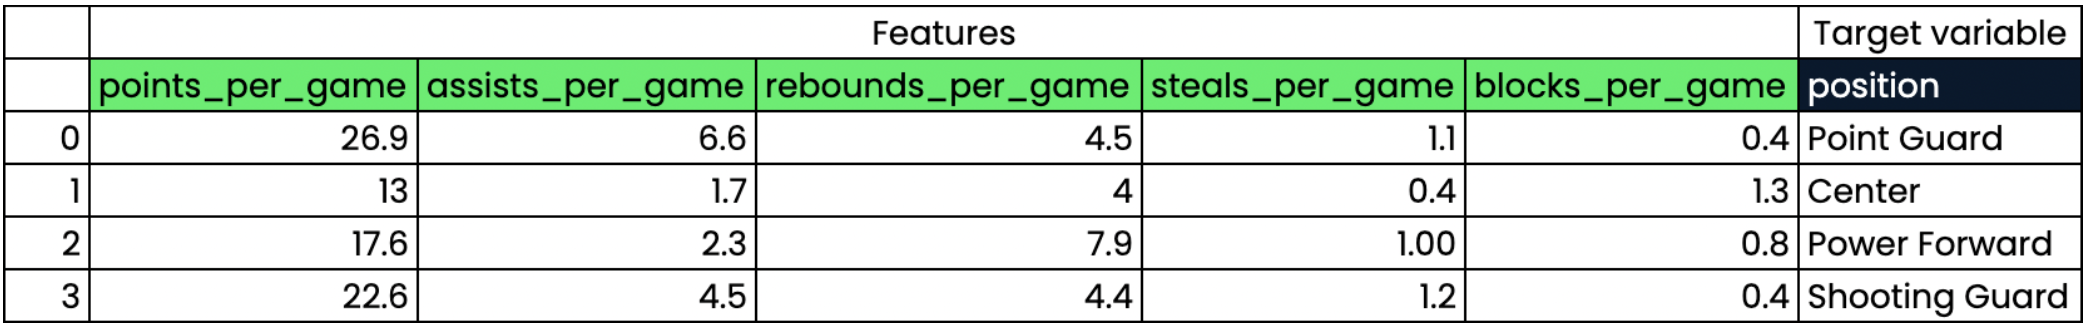 Features Target variable
points_per_game assists_per_game rebounds_per_game steals_per_game blocks_per_game position
0 26.9 6.6 4.5 1.1 0.4 Point Guard
1 13 1.7 4 0.4 1.3 Center
2 17.6 2.3 7.9 1.00 0.8 Power Forward
3 22.6 4.5 4.4 1.2 0.4 Shooting Guard